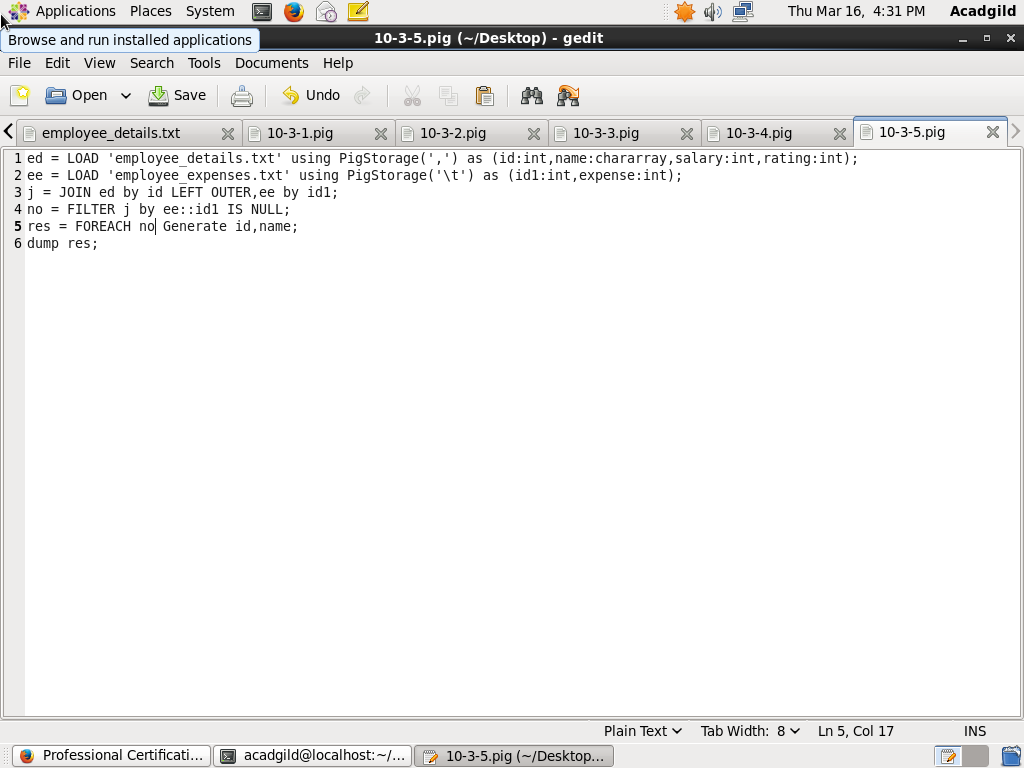 Applications Places System Thu Mar 16, 4:31 PM Acadgild
Browse and run installed applications
10-3-5.pig (~/Desktop) - gedit
File Edit View Search Tools Documents Help
Open Save Undo
employee_details.txt 10-3-1.pig 10-3-2.pig 10-3-3.pig 10-3-4.pig 10-3-5.pig
1 ed = LOAD 'employee_details.txt' using PigStorage(',') as (id:int,name:chararray,salary:int,rating:int);
2 ee = LOAD 'employee_expenses.txt' using PigStorage('\t') as (id1:int,expense:int);
3 j = JOIN ed by id LEFT OUTER,ee by id1;
4 no = FILTER j by ee::id1 IS NULL;
5 res = FOREACH no Generate id,name;
6 dump res;
Plain Text Tab Width: 8 Ln 5, Col 17 INS
Professional Certificati... acadgild@localhost:~/... 10-3-5.pig (~/Desktop...